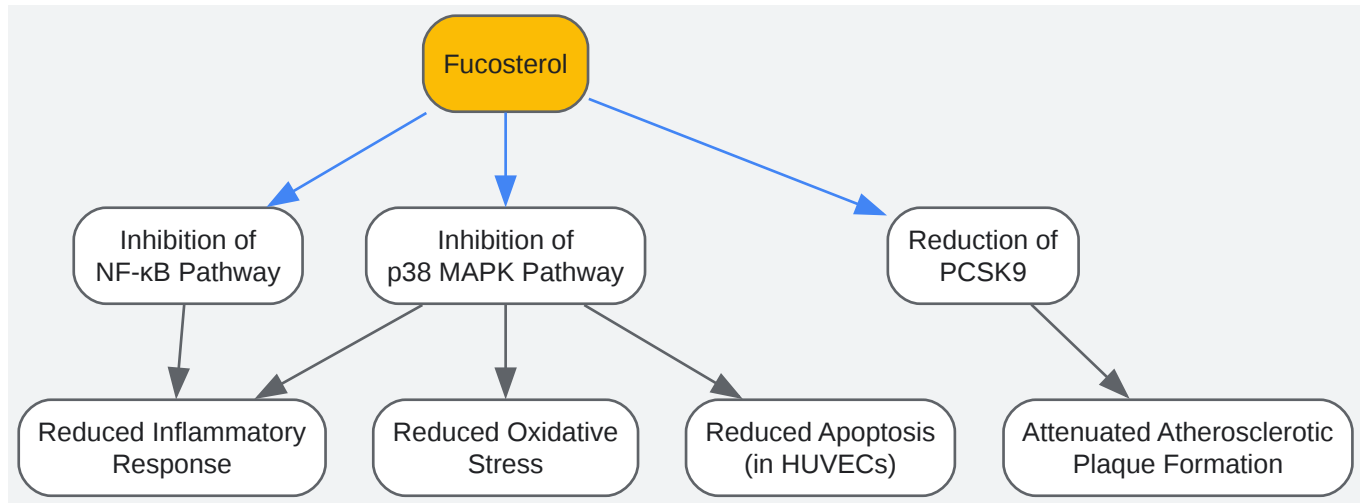 Fucosterol
Inhibition of
NF-κB Pathway
Inhibition of
p38 MAPK Pathway
Reduction of
PCSK9
Reduced Inflammatory
Response
Reduced Oxidative
Stress
Reduced Apoptosis
(in HUVECs)
Attenuated Atherosclerotic
Plaque Formation